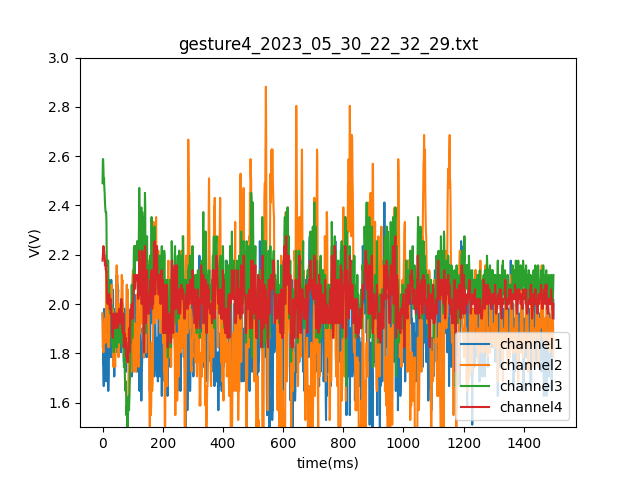 gesture4_2023_05_30_22_32_29.txt
V(V)
3.0
2.8
2.6
2.4
2.2
2.0
1.8
1.6
channel1
channel2
channel3
channel4
0 200 400 600 800 1000 1200 1400
time(ms)